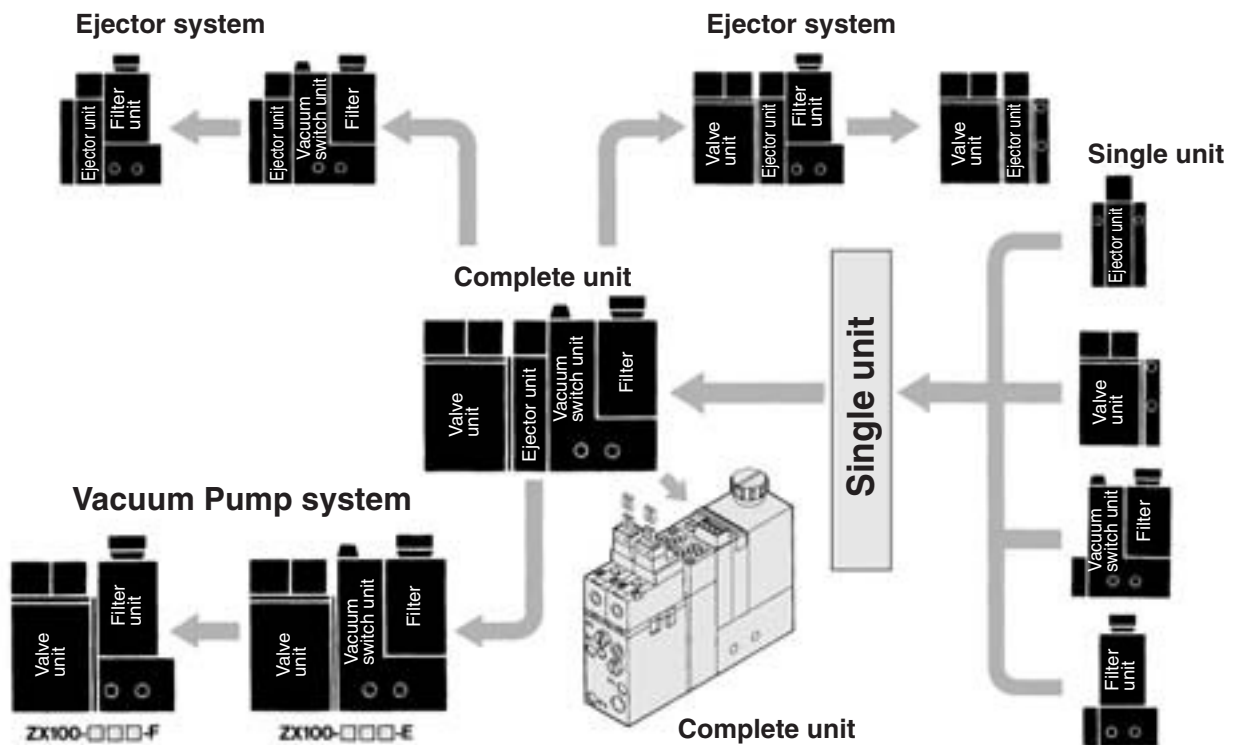 Ejector system
Ejector unit
Filter
unit
Ejector unit
Vacuum
switch unit
Filter
Ejector system
Valve
unit
Ejector unit
Filter
unit
Valve
unit
Ejector unit
Single unit
Ejector unit
Complete unit
Valve
unit
Ejector unit
Vacuum
switch unit
Filter
Single unit
Valve
unit
Vacuum
switch unit
Filter
Filter
unit
Vacuum Pump system
Valve
unit
Filter
unit
ZX100-□□□-F
Valve
unit
Vacuum
switch unit
Filter
ZX100-□□□-E
Complete unit